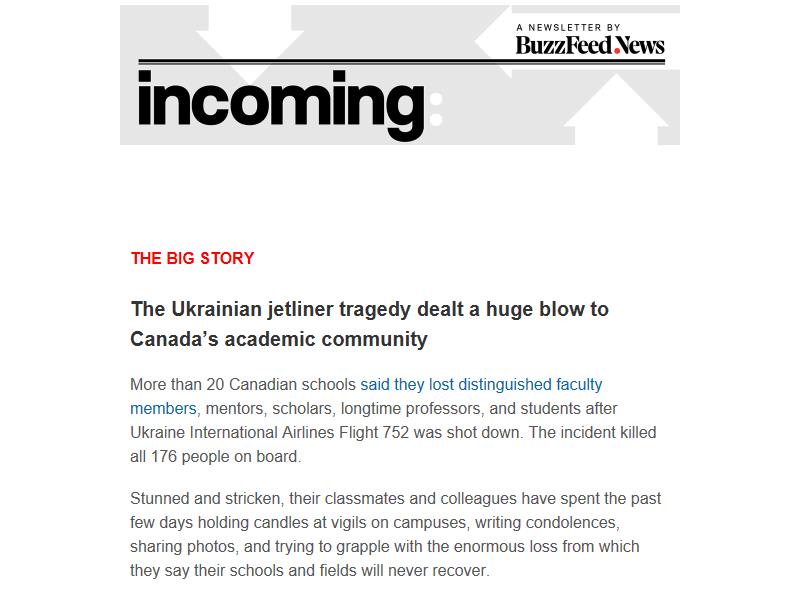 A NEWSLETTER BY
BuzzFeed.News
incoming:
THE BIG STORY
The Ukrainian jetliner tragedy dealt a huge blow to
Canada’s academic community
More than 20 Canadian schools said they lost distinguished faculty
members, mentors, scholars, longtime professors, and students after
Ukraine International Airlines Flight 752 was shot down. The incident killed
all 176 people on board.
Stunned and stricken, their classmates and colleagues have spent the past
few days holding candles at vigils on campuses, writing condolences,
sharing photos, and trying to grapple with the enormous loss from which
they say their schools and fields will never recover.